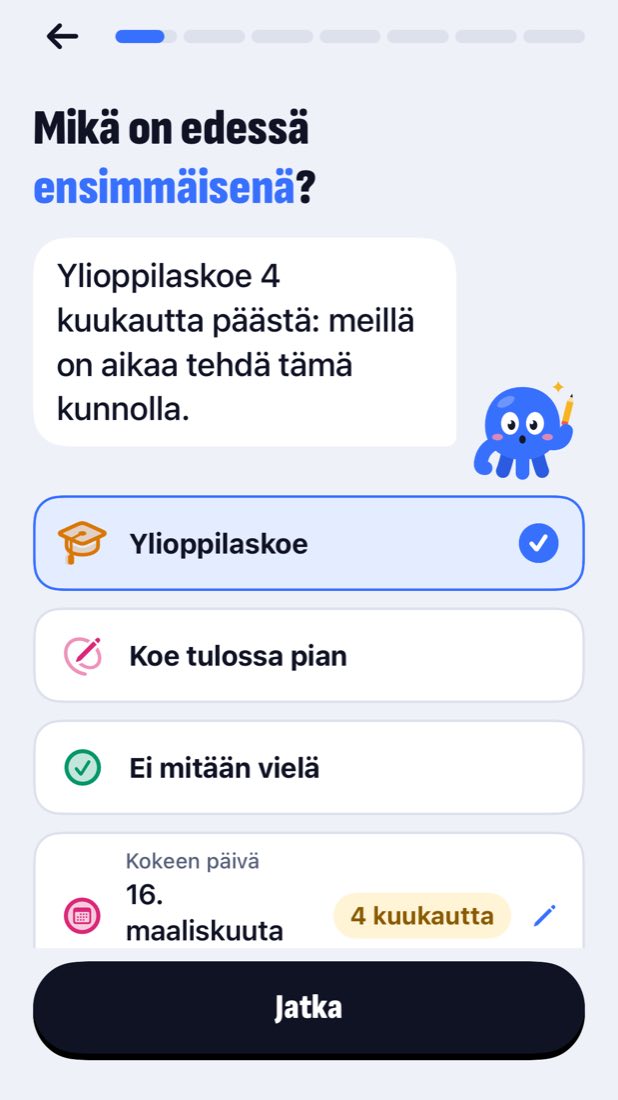 Mikä on edessä
ensimmäisenä?
Ylioppilaskoe 4
kuukautta päästä: meillä
on aikaa tehdä tämä
kunnolla.
Ylioppilaskoe
Koe tulossa pian
Ei mitään vielä
Kokeen päivä
16.
maaliskuuta
4 kuukautta
Jatka